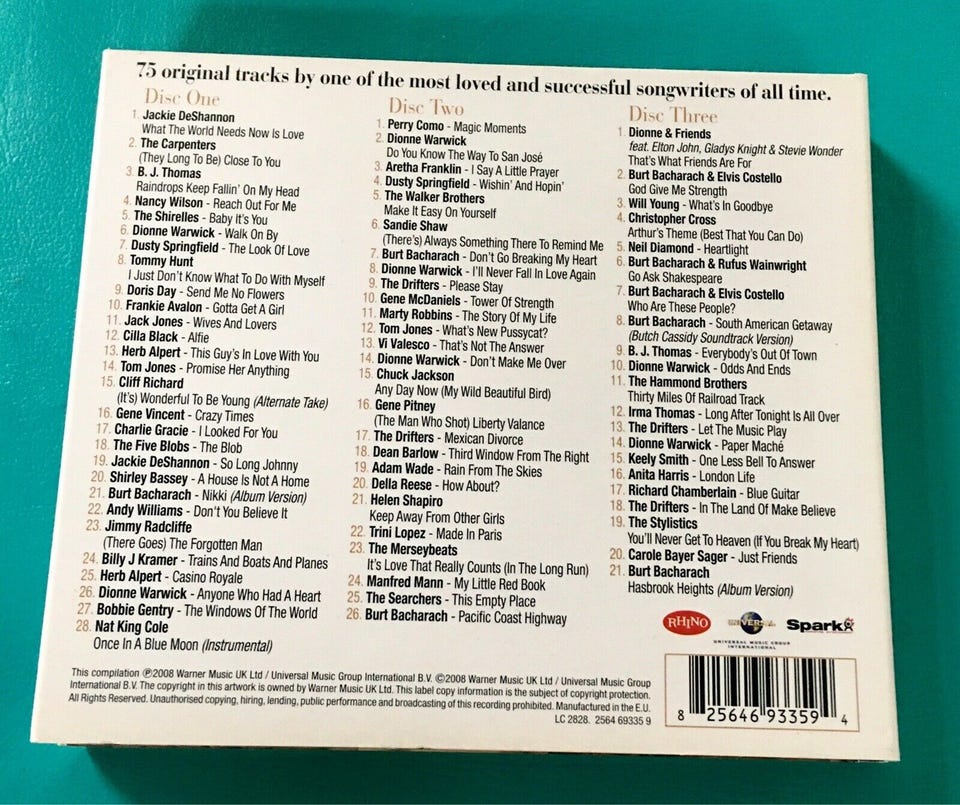 75 original tracks by one of the most loved and successful songwriters of all time.
Disc One
1. Jackie DeShannon
What The World Needs Now Is Love
2. The Carpenters
(They Long To Be) Close To You
3. B. J. Thomas
Raindrops Keep Fallin' On My Head
4. Nancy Wilson - Reach Out For Me
5. The Shirelles - Baby It's You
6. Dionne Warwick - Walk On By
7. Dusty Springfield - The Look Of Love
8. Tommy Hunt
I Just Don't Know What To Do With Myself
9. Doris Day - Send Me No Flowers
10. Frankie Avalon - Gotta Get A Girl
11. Jack Jones - Wives And Lovers
12. Cilla Black - Alfie
13. Herb Alpert - This Guy's In Love With You
14. Tom Jones - Promise Her Anything
15. Cliff Richard
(It's) Wonderful To Be Young (Alternate Take)
16. Gene Vincent - Crazy Times
17. Charlie Gracie - I Looked For You
18. The Five Blobs - The Blob
19. Jackie DeShannon - So Long Johnny
20. Shirley Bassey - A House Is Not A Home
21. Burt Bacharach - Nikki (Album Version)
22. Andy Williams - Don't You Believe It
23. Jimmy Radcliffe
(There Goes) The Forgotten Man
24. Billy J Kramer - Trains And Boats And Planes
25. Herb Alpert - Casino Royale
26. Dionne Warwick - Anyone Who Had A Heart
27. Bobbie Gentry - The Windows Of The World
28. Nat King Cole
Once In A Blue Moon (Instrumental)
Disc Two
1. Perry Como - Magic Moments
2. Dionne Warwick
Do You Know The Way To San José
3. Aretha Franklin - I Say A Little Prayer
4. Dusty Springfield - Wishin' And Hopin'
5. The Walker Brothers
Make It Easy On Yourself
6. Sandie Shaw
(There's) Always Something There To Remind Me
7. Burt Bacharach - Don't Go Breaking My Heart
8. Dionne Warwick - I'll Never Fall In Love Again
9. The Drifters - Please Stay
10. Gene McDaniels - Tower Of Strength
11. Marty Robbins - The Story Of My Life
12. Tom Jones - What's New Pussycat?
13. Vi Valesco - That's Not The Answer
14. Dionne Warwick - Don't Make Me Over
15. Chuck Jackson
Any Day Now (My Wild Beautiful Bird)
16. Gene Pitney
(The Man Who Shot) Liberty Valance
17. The Drifters - Mexican Divorce
18. Dean Barlow - Third Window From The Right
19. Adam Wade - Rain From The Skies
20. Della Reese - How About?
21. Helen Shapiro
Keep Away From Other Girls
22. Trini Lopez - Made In Paris
23. The Merseybeats
It's Love That Really Counts (In The Long Run)
24. Manfred Mann - My Little Red Book
25. The Searchers - This Empty Place
26. Burt Bacharach - Pacific Coast Highway
Disc Three
1. Dionne & Friends
feat. Elton John, Gladys Knight & Stevie Wonder
That's What Friends Are For
2. Burt Bacharach & Elvis Costello
God Give Me Strength
3. Will Young - What's In Goodbye
4. Christopher Cross
Arthur's Theme (Best That You Can Do)
5. Neil Diamond - Heartlight
6. Burt Bacharach & Rufus Wainwright
Go Ask Shakespeare
7. Burt Bacharach & Elvis Costello
Who Are These People?
8. Burt Bacharach - South American Getaway
(Butch Cassidy Soundtrack Version)
9. B. J. Thomas - Everybody's Out Of Town
10. Dionne Warwick - Odds And Ends
11. The Hammond Brothers
Thirty Miles Of Railroad Track
12. Irma Thomas - Long After Tonight Is All Over
13. The Drifters - Let The Music Play
14. Dionne Warwick - Paper Maché
15. Keely Smith - One Less Bell To Answer
16. Anita Harris - London Life
17. Richard Chamberlain - Blue Guitar
18. The Drifters - In The Land Of Make Believe
19. The Stylistics
You'll Never Get To Heaven (If You Break My Heart)
20. Carole Bayer Sager - Just Friends
21. Burt Bacharach
Hasbrook Heights (Album Version)
RHINO
UNIVERSAL
UNIVERSAL MUSIC GROUP
INTERNATIONAL
Spark
This compilation ℗2008 Warner Music UK Ltd / Universal Music Group International B.V. ©2008 Warner Music UK Ltd / Universal Music Group
International B.V. The copyright in this artwork is owned by Warner Music UK Ltd. This label copy information is the subject of copyright protection.
All Rights Reserved. Unauthorised copying, hiring, lending, public performance and broadcasting of this recording prohibited. Manufactured in the E.U.
LC 2828. 2564 69335 9
8 25646 93359 4